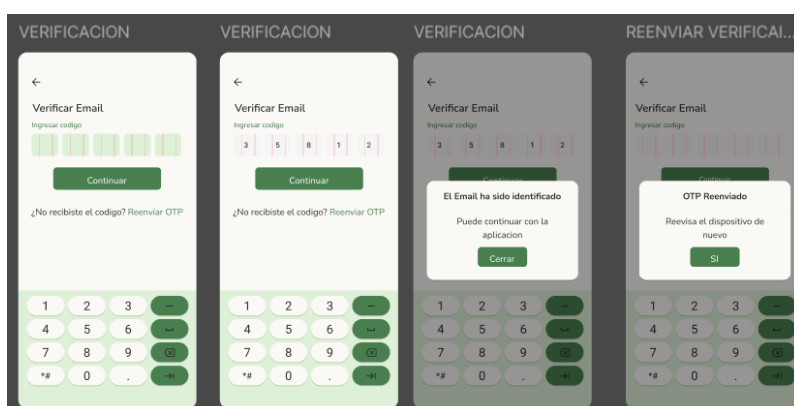 VERIFICACION
Verificar Email
Ingresar codigo
Continuar
¿No recibiste el codigo? Reenviar OTP
1 2 3 –
4 5 6
7 8 9
*# 0 .
VERIFICACION
Verificar Email
Ingresar codigo
3 5 8 1 2
Continuar
¿No recibiste el codigo? Reenviar OTP
1 2 3 –
4 5 6
7 8 9
*# 0 .
VERIFICACION
Verificar Email
Ingresar codigo
3 5 8 1 2
Continuar
El Email ha sido identificado
Puede continuar con la
aplicacion
Cerrar
1 2 3 –
4 5 6
7 8 9
*# 0 .
REENVIAR VERIFICAI...
Verificar Email
Ingresar codigo
Continuar
OTP Reenviado
Reevisa el dispositivo de
nuevo
SI
1 2 3 –
4 5 6
7 8 9
*# 0 .